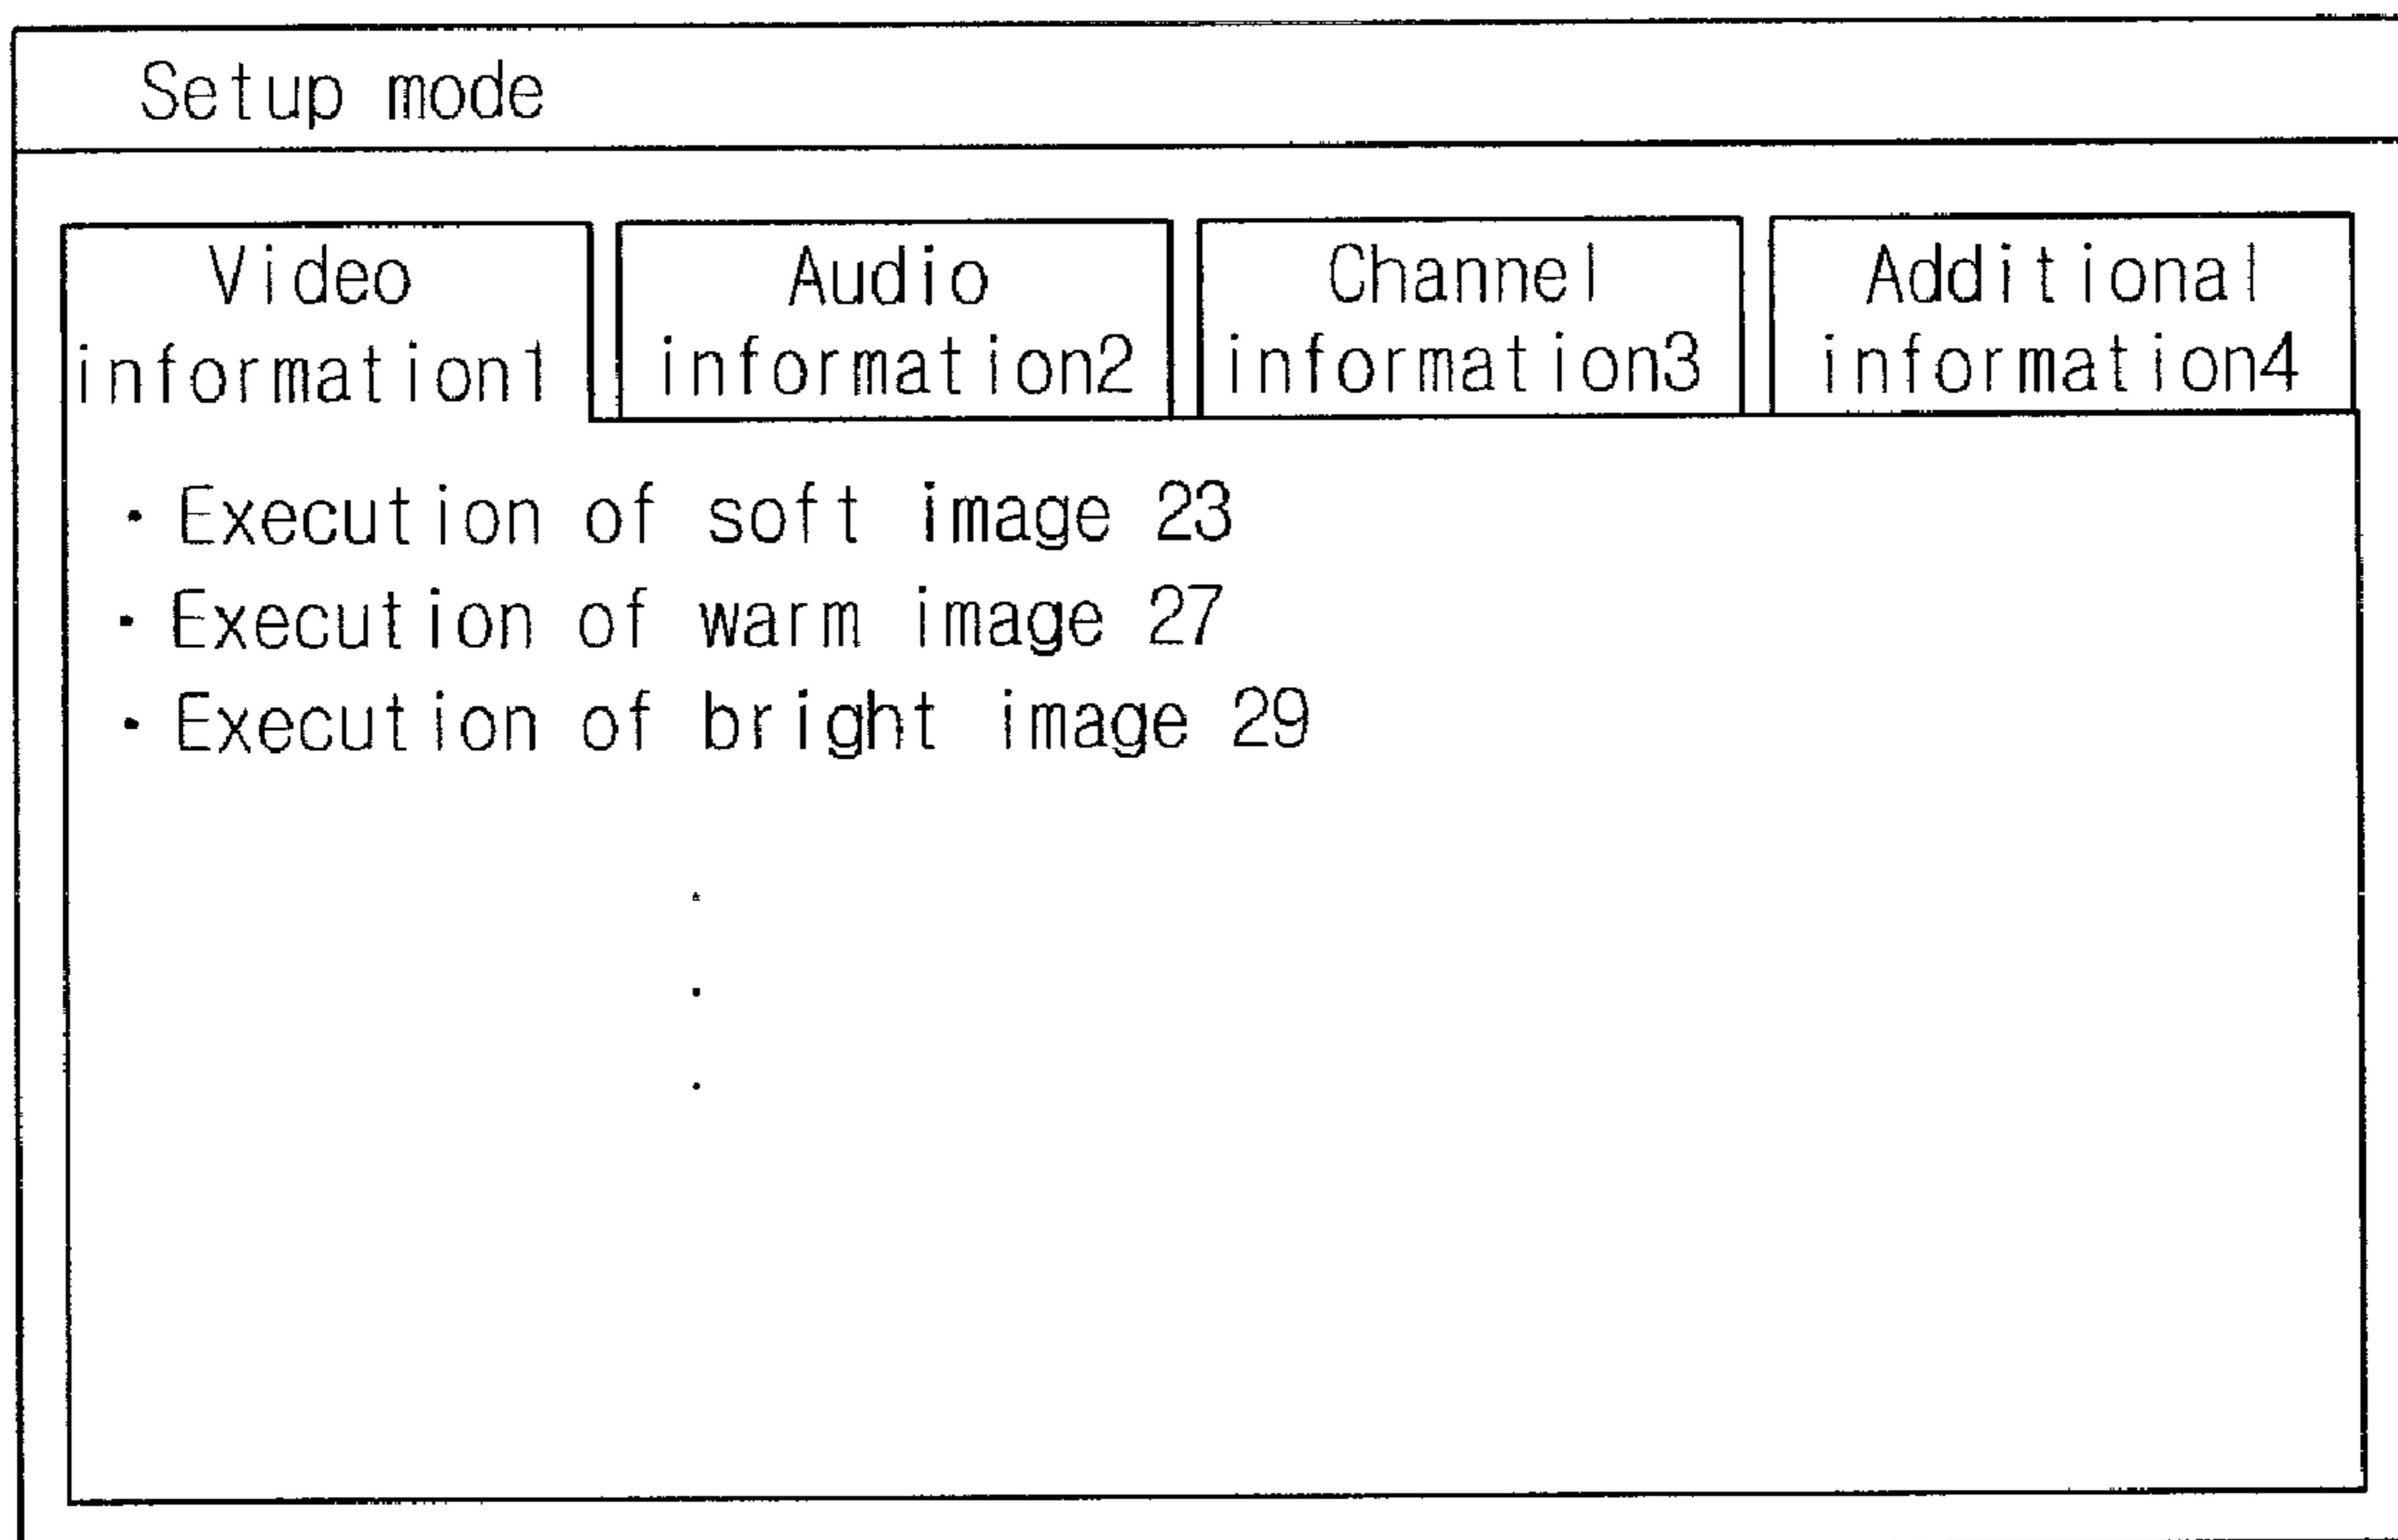 Setup mode
Video information1
Audio information2
Channel information3
Additional information4
· Execution of soft image 23
· Execution of warm image 27
· Execution of bright image 29